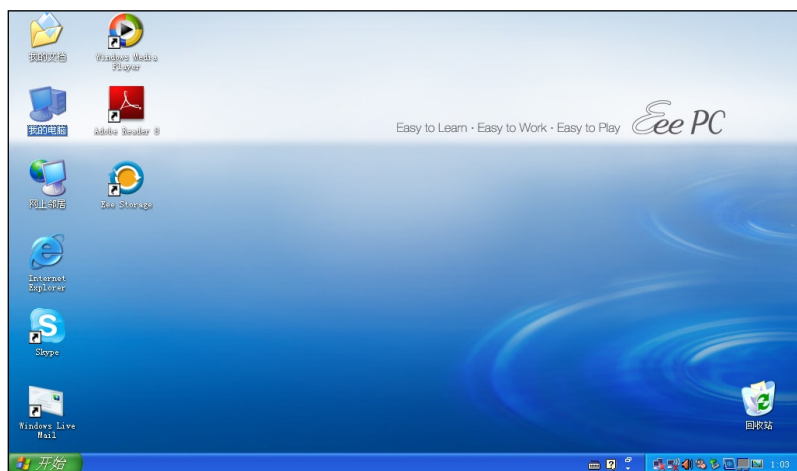 我的文档
Windows Media
Player
我的电脑
Adobe Reader 8
Easy to Learn · Easy to Work · Easy to Play
Eee PC
网上邻居
Eee Storage
Internet
Explorer
Skype
Windows Live
Mail
回收站
开始
1:03